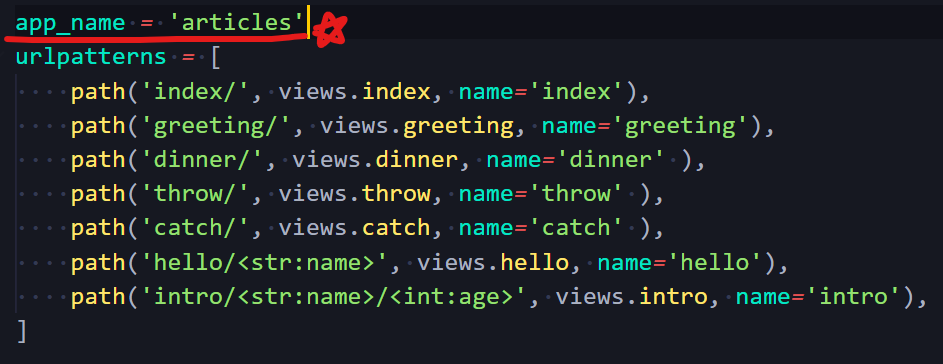 app_name = 'articles'
urlpatterns = [
    path('index/', views.index, name='index'),
    path('greeting/', views.greeting, name='greeting'),
    path('dinner/', views.dinner, name='dinner' ),
    path('throw/', views.throw, name='throw' ),
    path('catch/', views.catch, name='catch' ),
    path('hello/<str:name>', views.hello, name='hello'),
    path('intro/<str:name>/<int:age>', views.intro, name='intro'),
]